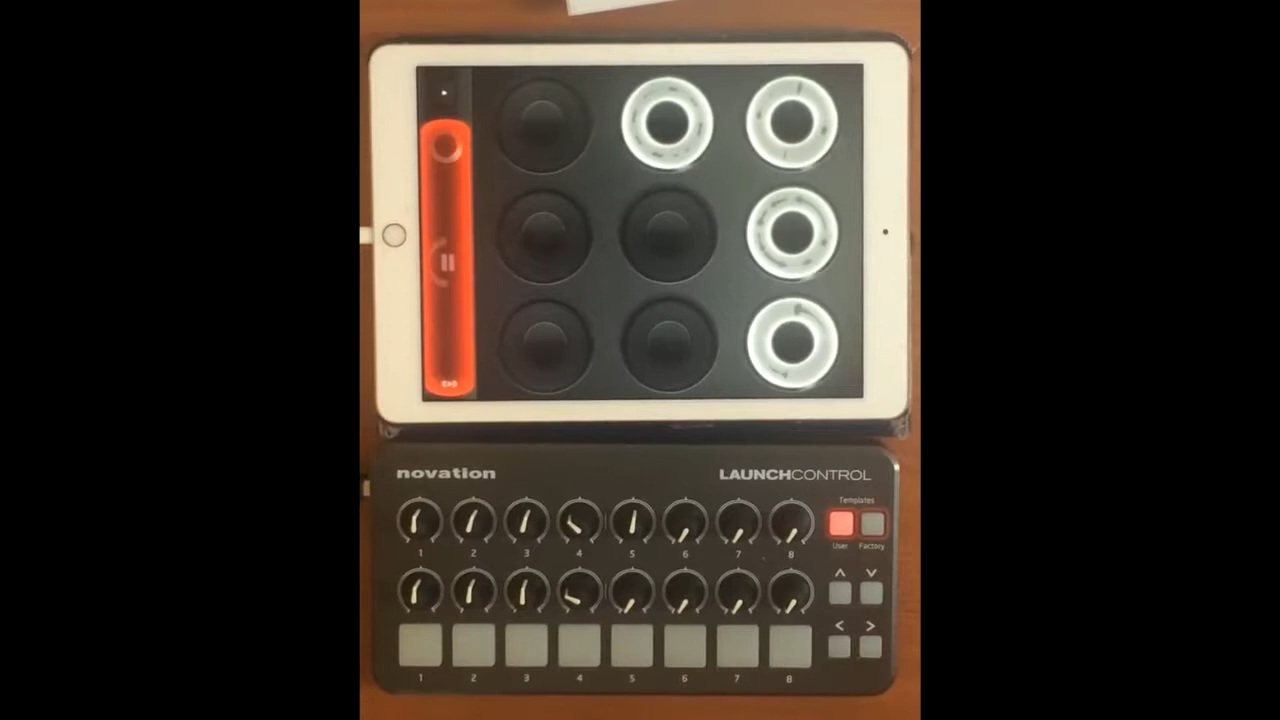 novation
LAUNCHCONTROL
Templates
User Factory
1 2 3 4 5 6 7 8
1 2 3 4 5 6 7 8